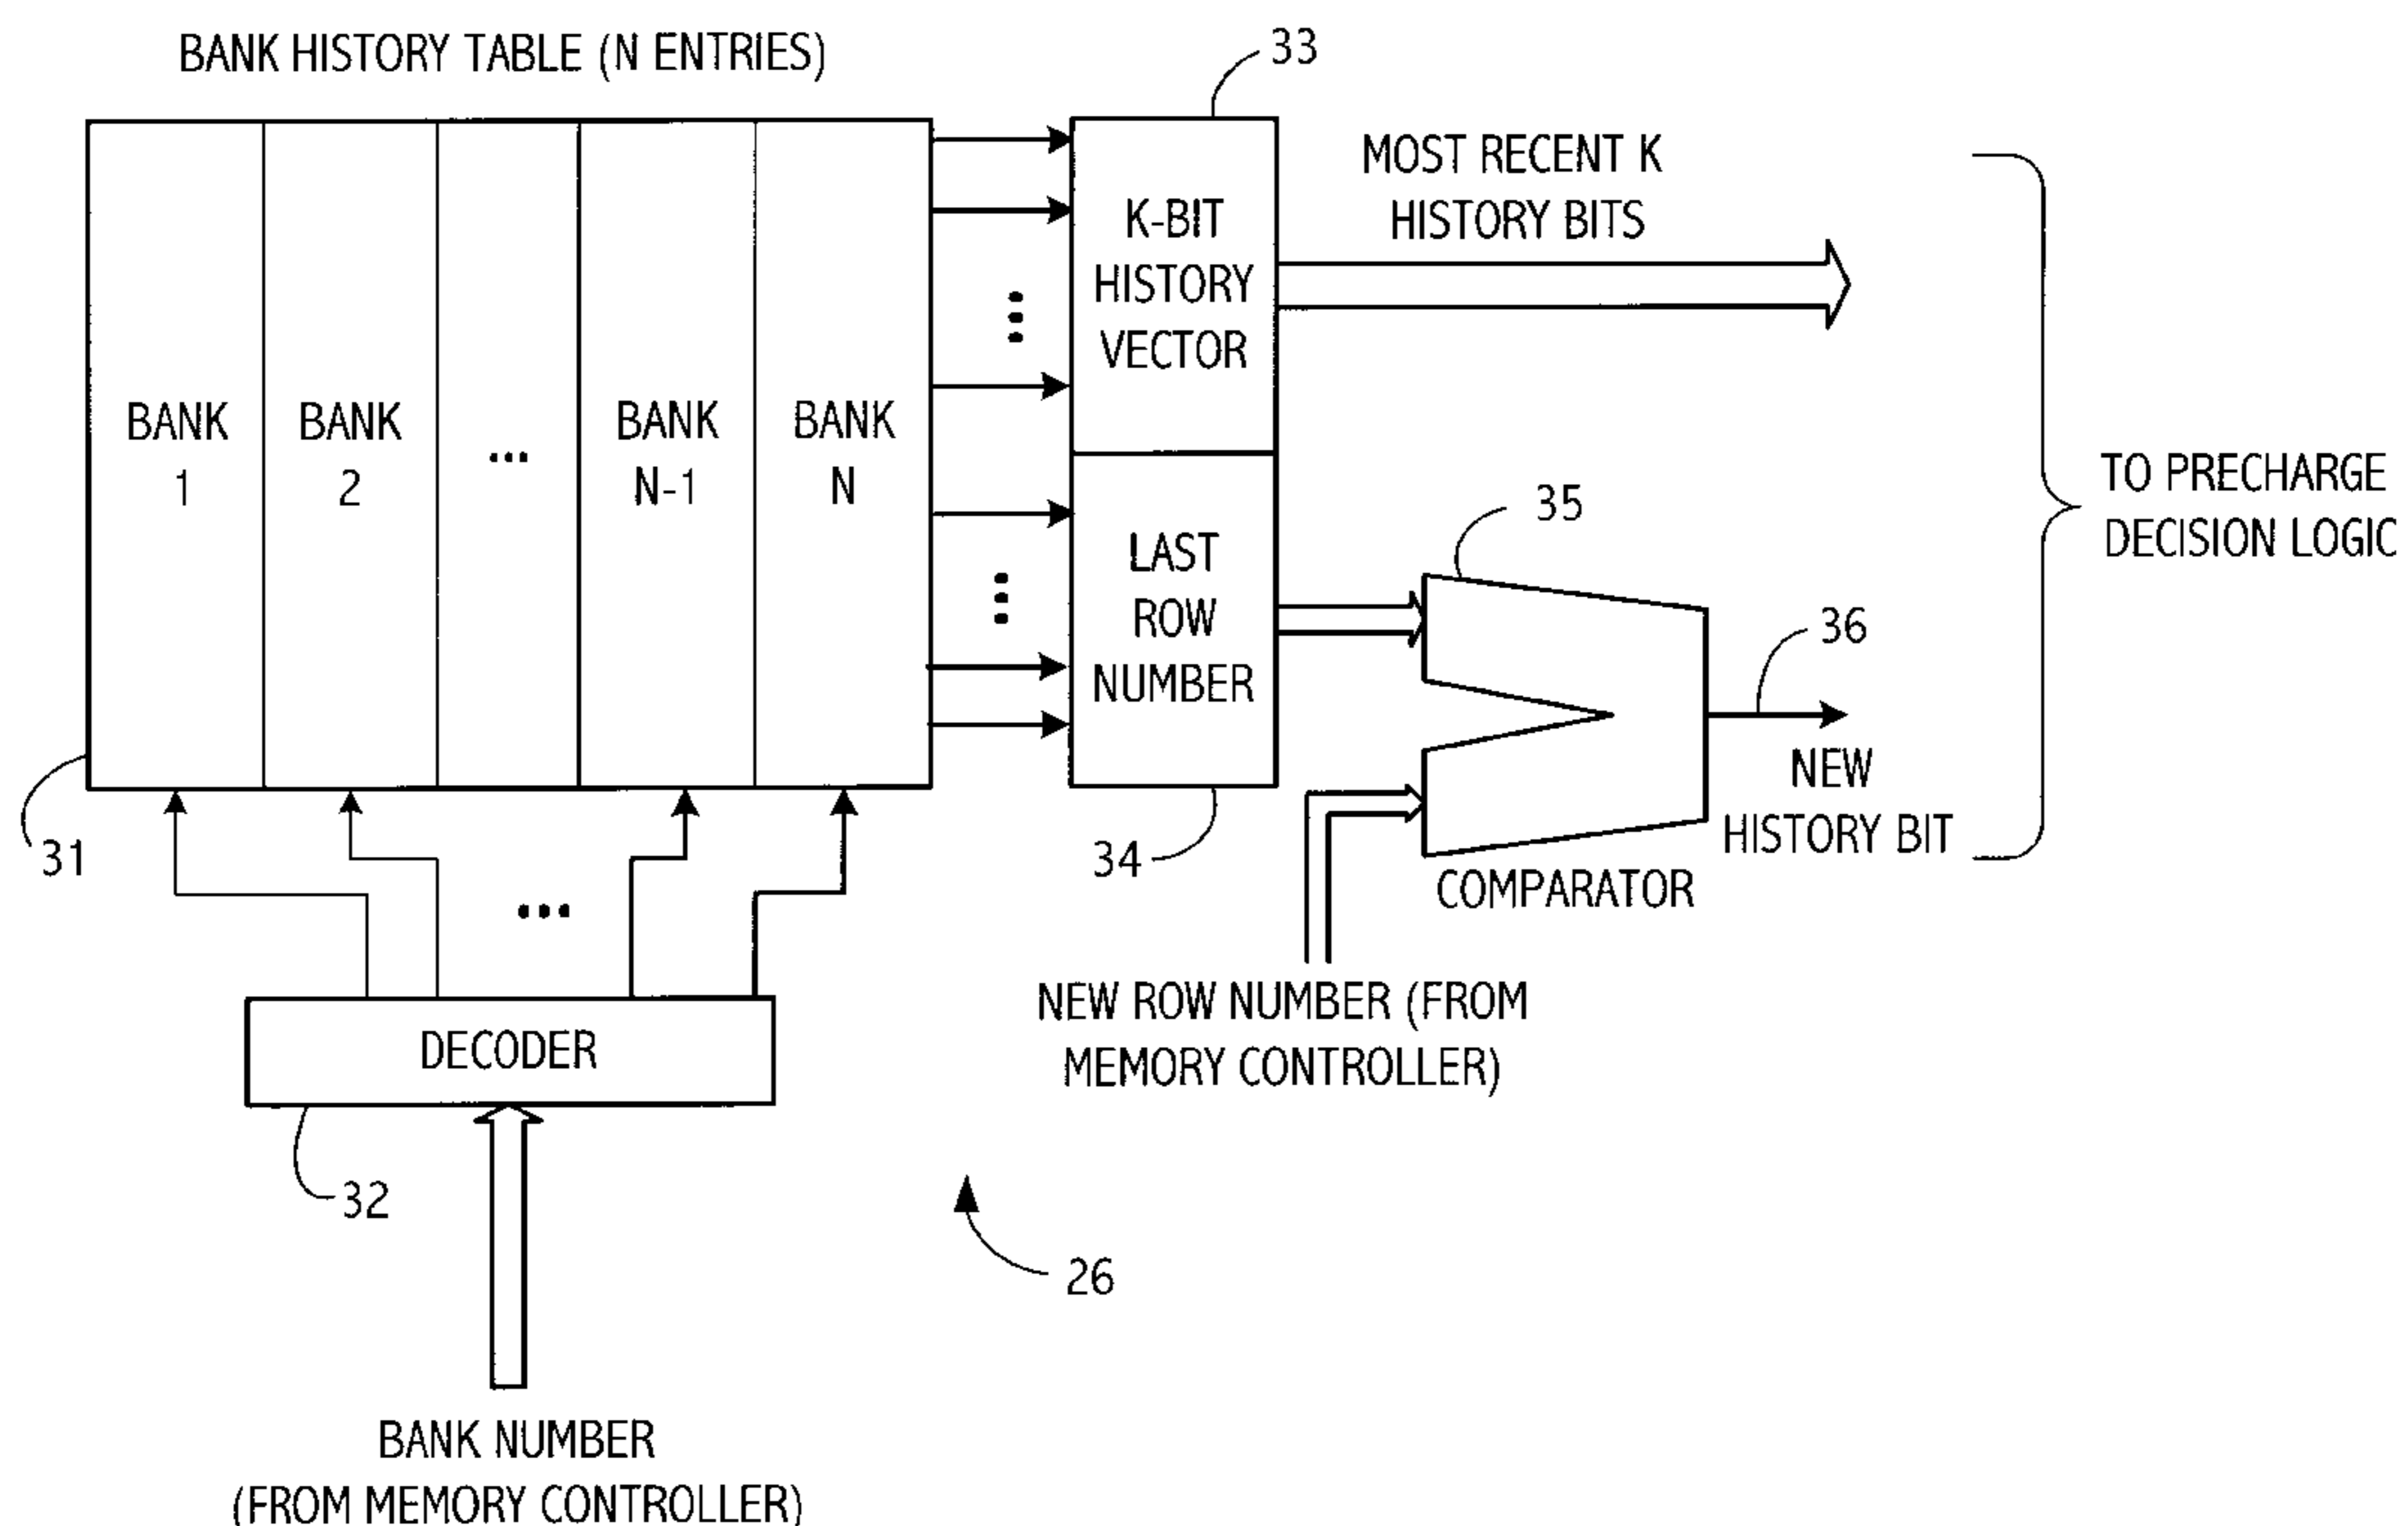 BANK HISTORY TABLE (N ENTRIES)
33
MOST RECENT K
HISTORY BITS
K-BIT
HISTORY
VECTOR
BANK
1
BANK
2
...
BANK
N-1
BANK
N
LAST
ROW
NUMBER
35
36
TO PRECHARGE
DECISION LOGIC
NEW
HISTORY BIT
31
34
COMPARATOR
NEW ROW NUMBER (FROM
MEMORY CONTROLLER)
DECODER
32
26
BANK NUMBER
(FROM MEMORY CONTROLLER)